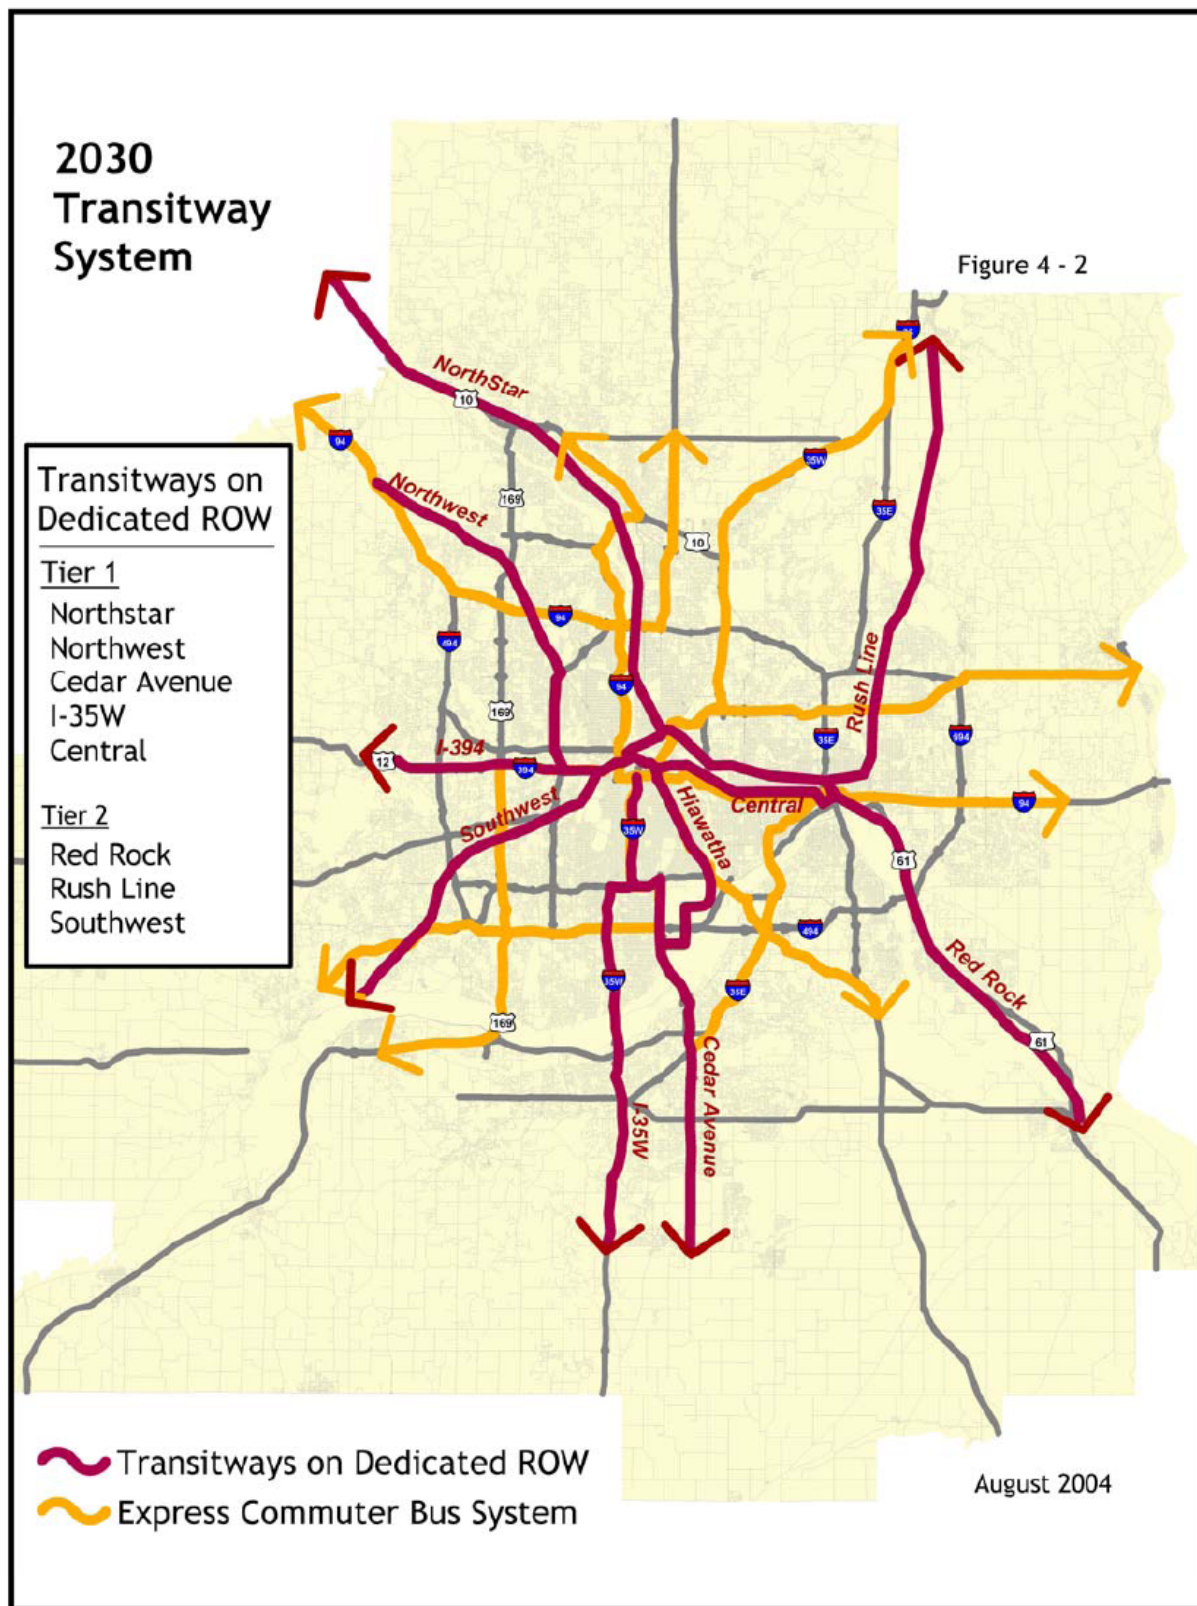 2030
Transitway
System
Figure 4 - 2
NorthStar
10
94
Northwest
169
35W
35E
10
94
494
94
169
Rush Line
35E
694
I-394
12
394
Southwest
35W
Hiawatha
Central
94
61
494
Red Rock
35W
35E
169
61
Cedar Avenue
I-35W
Transitways on
Dedicated ROW
Tier 1
Northstar
Northwest
Cedar Avenue
I-35W
Central
Tier 2
Red Rock
Rush Line
Southwest
Transitways on Dedicated ROW
Express Commuter Bus System
August 2004